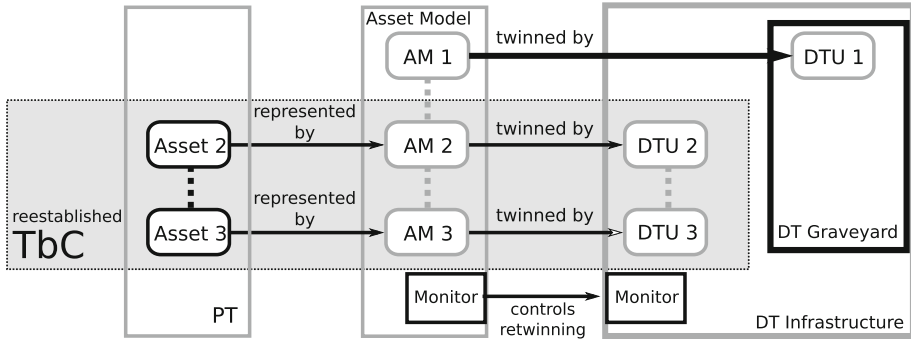 Asset Model
AM 1
twinned by
DTU 1
represented
by
twinned by
Asset 2
AM 2
DTU 2
represented
by
twinned by
reestablished
TbC
Asset 3
AM 3
DTU 3
DT Graveyard
Monitor
controls
retwinning
Monitor
PT
DT Infrastructure